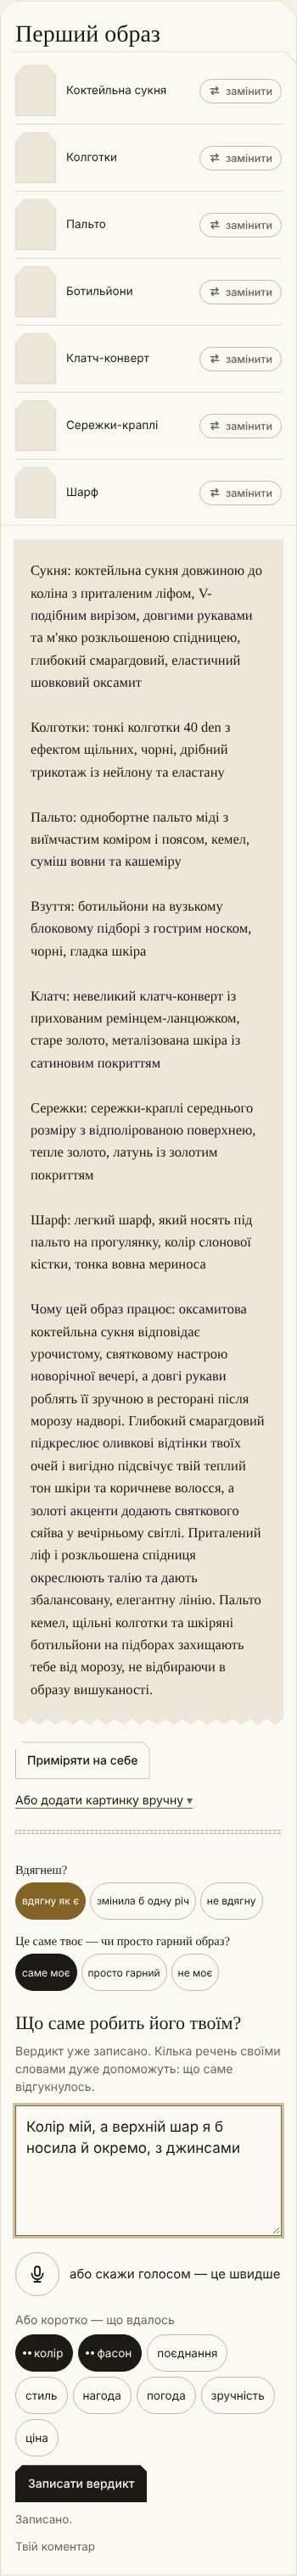 Перший образ
Коктейльна сукня
⇄ замінити
Колготки
⇄ замінити
Пальто
⇄ замінити
Ботильйони
⇄ замінити
Клатч-конверт
⇄ замінити
Сережки-краплі
⇄ замінити
Шарф
⇄ замінити
Сукня: коктейльна сукня довжиною до
коліна з приталеним ліфом, V-
подібним вирізом, довгими рукавами
та м'яко розкльошеною спідницею,
глибокий смарагдовий, еластичний
шовковий оксамит
Колготки: тонкі колготки 40 den з
ефектом щільних, чорні, дрібний
трикотаж із нейлону та еластану
Пальто: однобортне пальто міді з
виїмчастим коміром і поясом, кемел,
суміш вовни та кашеміру
Взуття: ботильйони на вузькому
блоковому підборі з гострим носком,
чорні, гладка шкіра
Клатч: невеликий клатч-конверт із
прихованим ремінцем-ланцюжком,
старе золото, металізована шкіра із
сатиновим покриттям
Сережки: сережки-краплі середнього
розміру з відполірованою поверхнею,
тепле золото, латунь із золотим
покриттям
Шарф: легкий шарф, який носять під
пальто на прогулянку, колір слонової
кістки, тонка вовна мериноса
Чому цей образ працює: оксамитова
коктейльна сукня відповідає
урочистому, святковому настрою
новорічної вечері, а довгі рукави
роблять її зручною в ресторані після
морозу надворі. Глибокий смарагдовий
підкреслює оливкові відтінки твоїх
очей і вигідно підсвічує твій теплий
тон шкіри та коричневе волосся, а
золоті акценти додають святкового
сяйва у вечірньому світлі. Приталений
ліф і розкльошена спідниця
окреслюють талію та дають
збалансовану, елегантну лінію. Пальто
кемел, щільні колготки та шкіряні
ботильйони на підборах захищають
тебе від морозу, не відбираючи в
образу вишуканості.
Приміряти на себе
Або додати картинку вручну ▾
Вдягнеш?
вдягну як є
змінила б одну річ
не вдягну
Це саме твоє — чи просто гарний образ?
саме моє
просто гарний
не моє
Що саме робить його твоїм?
Вердикт уже записано. Кілька речень своїми
словами дуже допоможуть: що саме
відгукнулось.
Колір мій, а верхній шар я б
носила й окремо, з джинсами
або скажи голосом — це швидше
Або коротко — що вдалось
•• колір
•• фасон
поєднання
стиль
нагода
погода
зручність
ціна
Записати вердикт
Записано.
Твій коментар